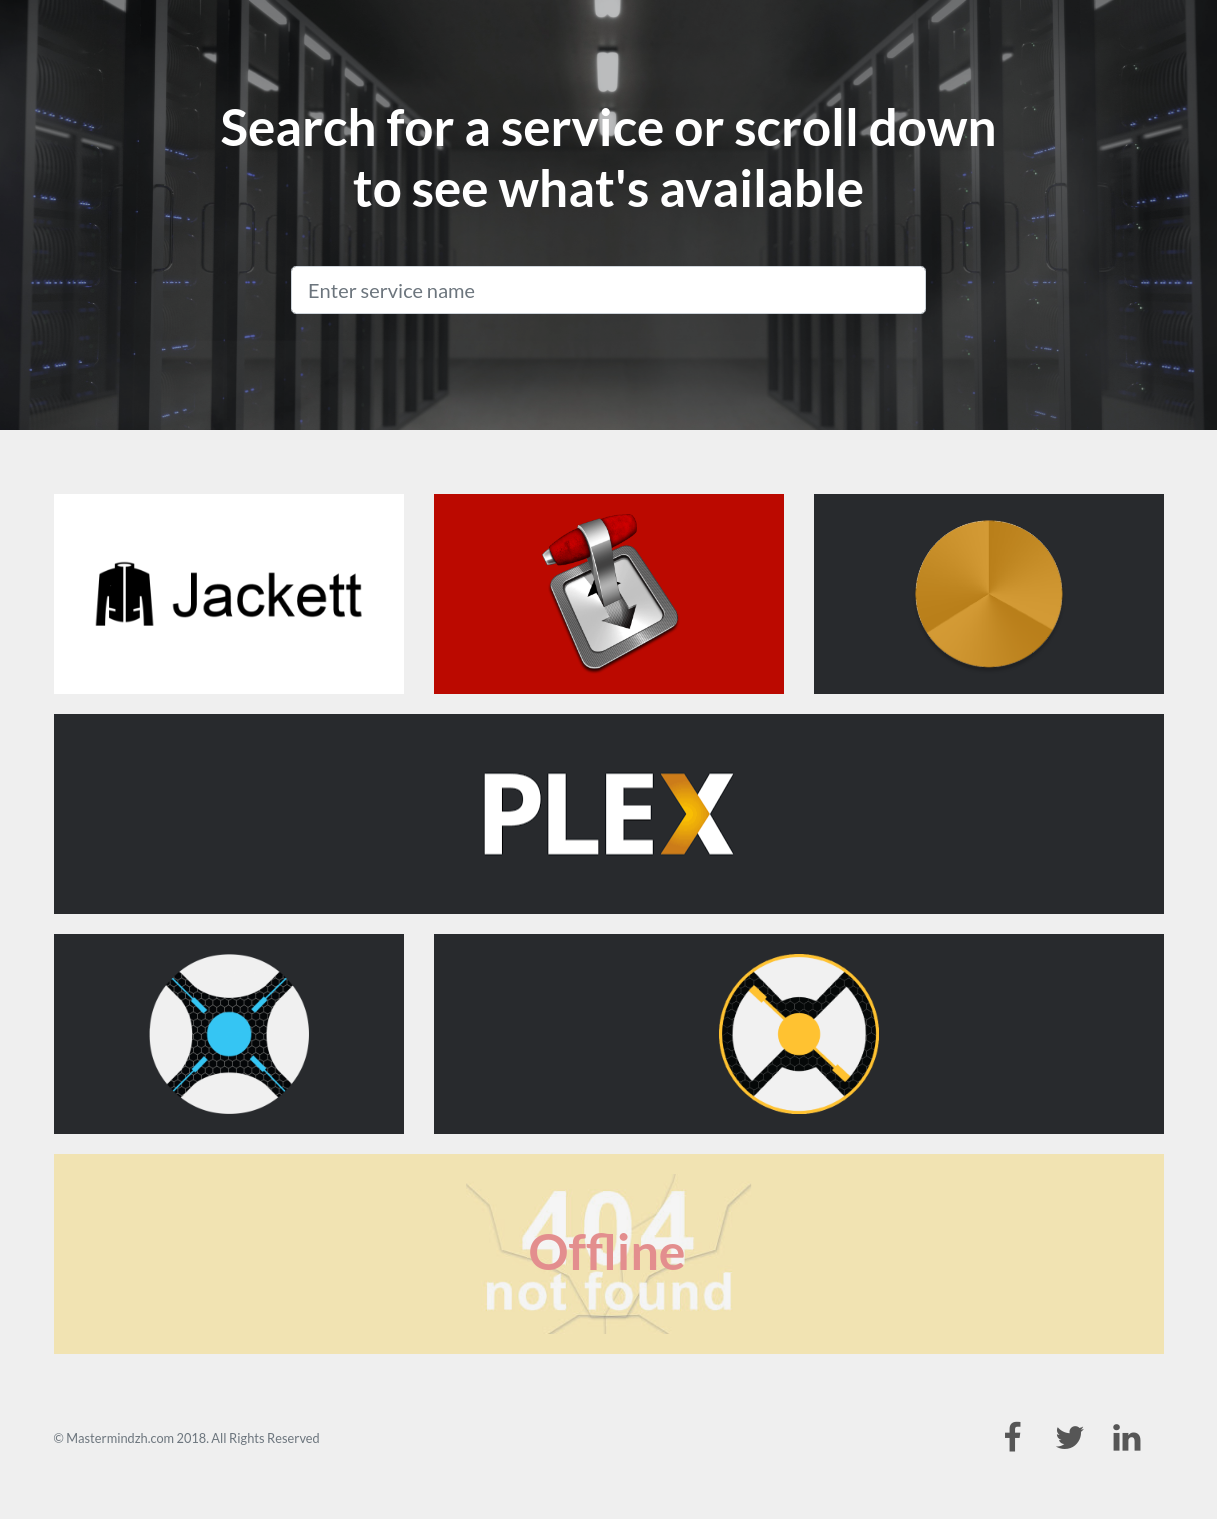 Search for a service or scroll down
to see what's available
Enter service name
Jackett
PLEX
404
Offline
not found
© Mastermindzh.com 2018. All Rights Reserved